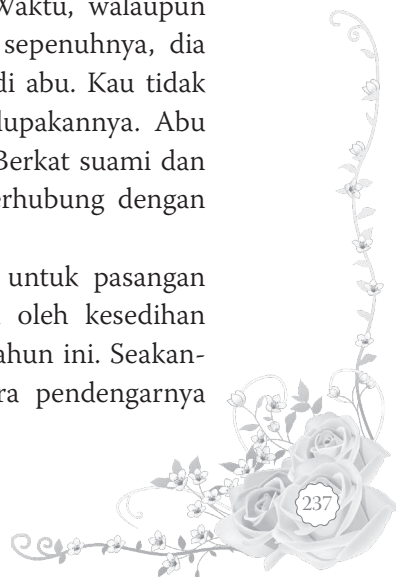 Waktu, walaupun
sepenuhnya, dia
di abu. Kau tidak
lupakannya. Abu
Berkat suami dan
erhubung dengan
untuk pasangan
oleh kesedihan
ahun ini. Seakan-
ra pendengarnya
237